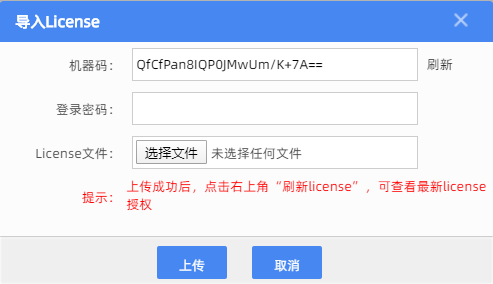 导入License
机器码： QfCfPan8IQP0JMwUm/K+7A== 刷新
登录密码：
License文件： 选择文件 未选择任何文件
提示： 上传成功后，点击右上角“刷新license”，可查看最新license
授权
上传 取消